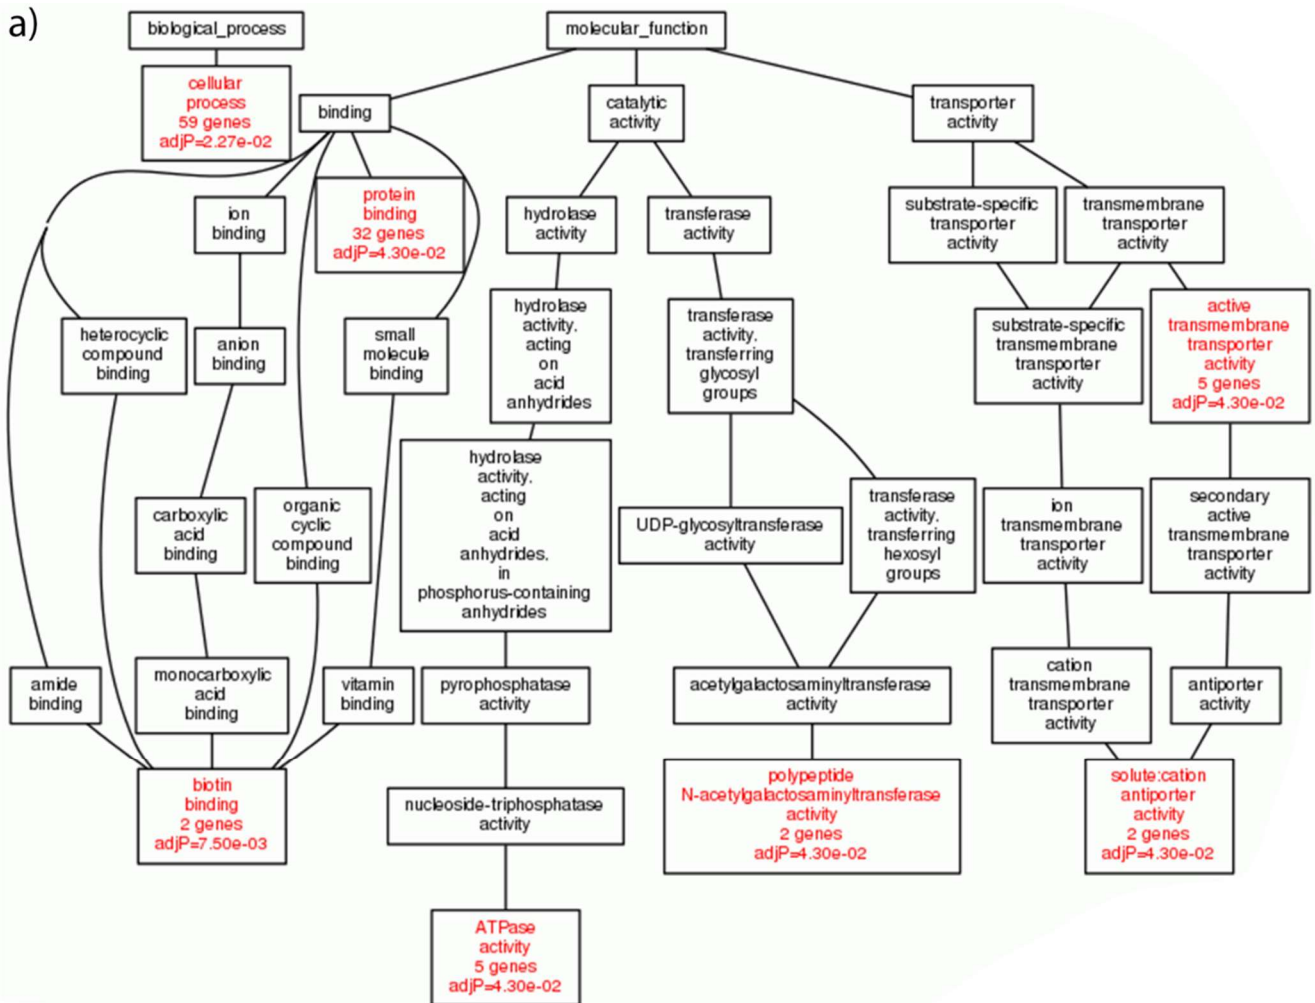 a)
biological_process
molecular_function
cellular
process
59 genes
adjP=2.27e-02
binding
catalytic
activity
transporter
activity
ion
binding
protein
binding
32 genes
adjP=4.30e-02
hydrolase
activity
transferase
activity
substrate-specific
transporter
activity
transmembrane
transporter
activity
heterocyclic
compound
binding
anion
binding
small
molecule
binding
hydrolase
activity.
acting
on
acid
anhydrides
transferase
activity.
transferring
glycosyl
groups
substrate-specific
transmembrane
transporter
activity
active
transmembrane
transporter
activity
5 genes
adjP=4.30e-02
carboxylic
acid
binding
organic
cyclic
compound
binding
hydrolase
activity.
acting
on
acid
anhydrides.
in
phosphorus-containing
anhydrides
UDP-glycosyltransferase
activity
transferase
activity.
transferring
hexosyl
groups
ion
transmembrane
transporter
activity
secondary
active
transmembrane
transporter
activity
amide
binding
monocarboxylic
acid
binding
vitamin
binding
pyrophosphatase
activity
acetylgalactosaminyltransferase
activity
cation
transmembrane
transporter
activity
antiporter
activity
biotin
binding
2 genes
adjP=7.50e-03
nucleoside-triphosphatase
activity
polypeptide
N-acetylgalactosaminyltransferase
activity
2 genes
adjP=4.30e-02
solute:cation
antiporter
activity
2 genes
adjP=4.30e-02
ATPase
activity
5 genes
adjP=4.30e-02